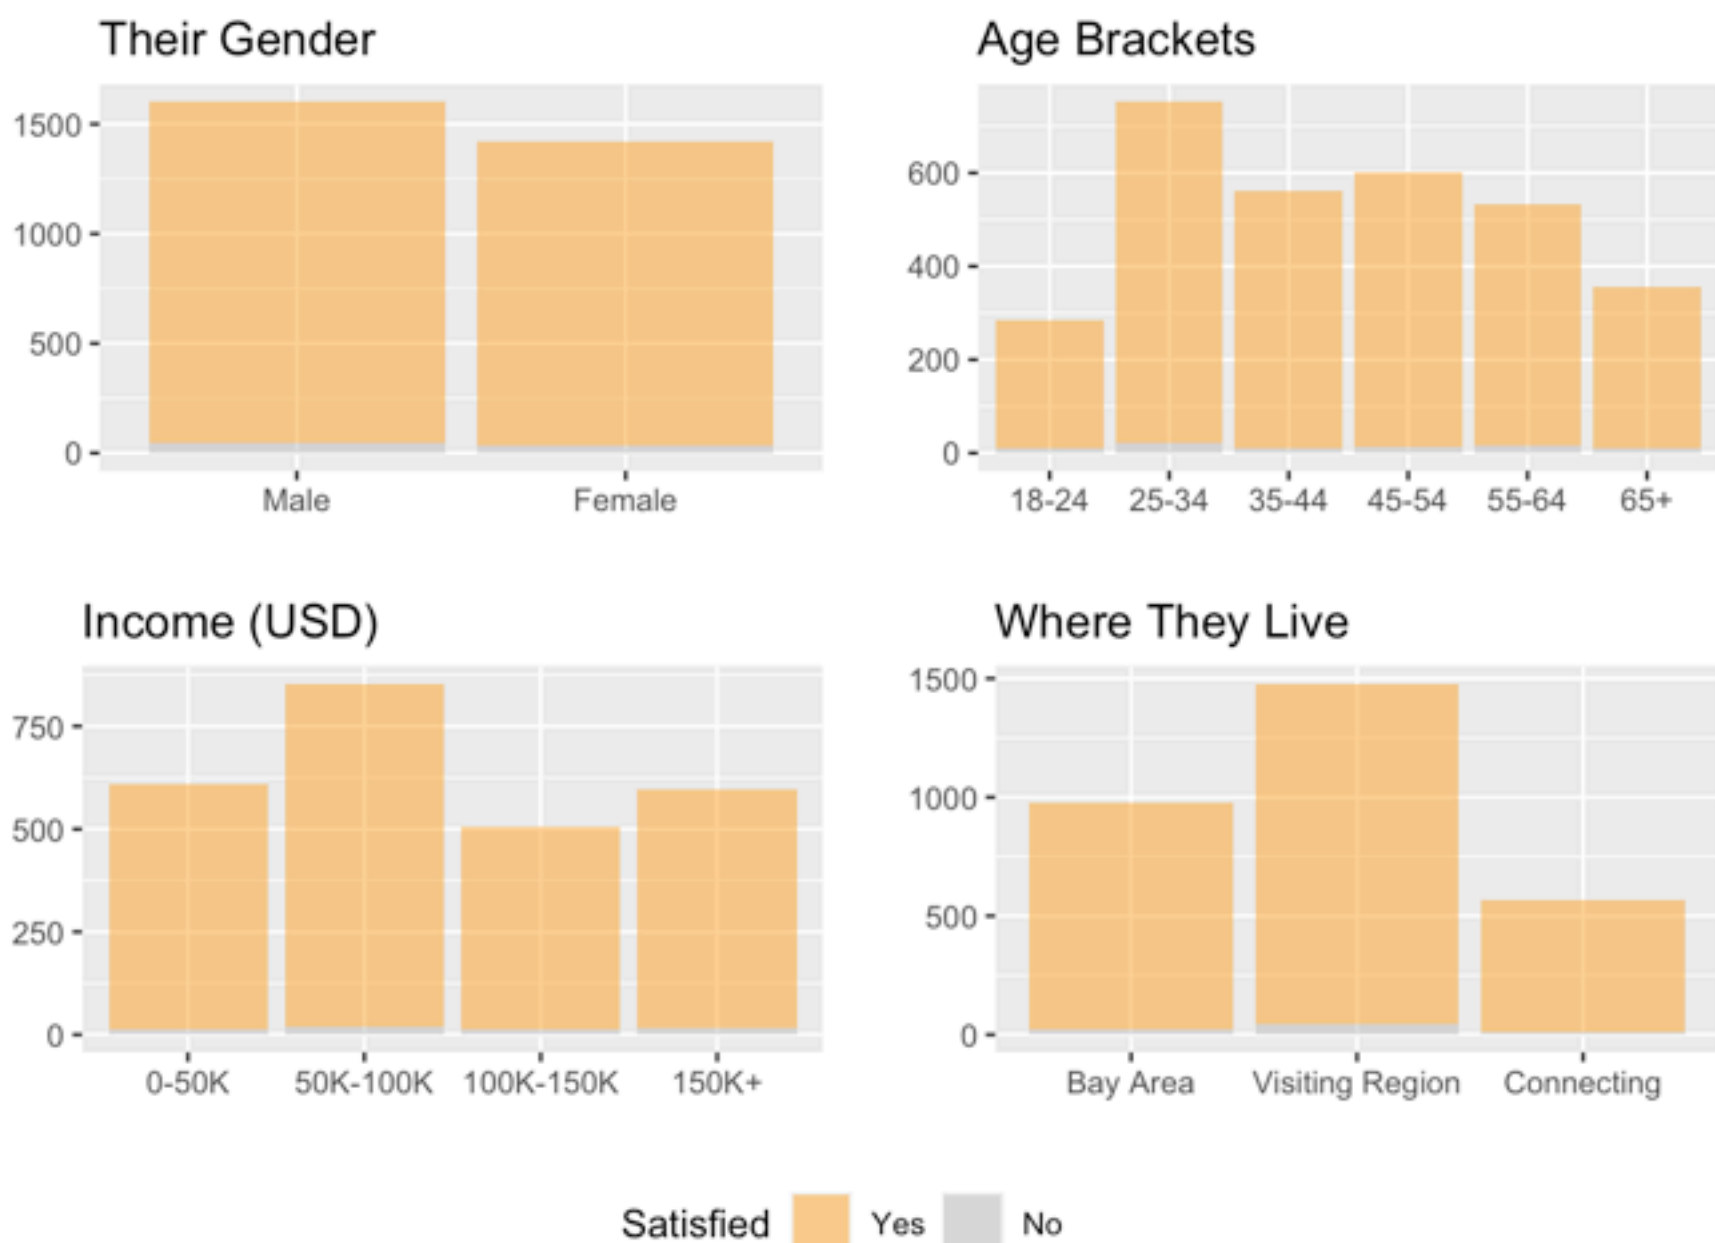 Their Gender
1500
1000
500
0
Male Female
Age Brackets
600
400
200
0
18-24 25-34 35-44 45-54 55-64 65+
Income (USD)
750
500
250
0
0-50K 50K-100K 100K-150K 150K+
Where They Live
1500
1000
500
0
Bay Area Visiting Region Connecting
Satisfied Yes No